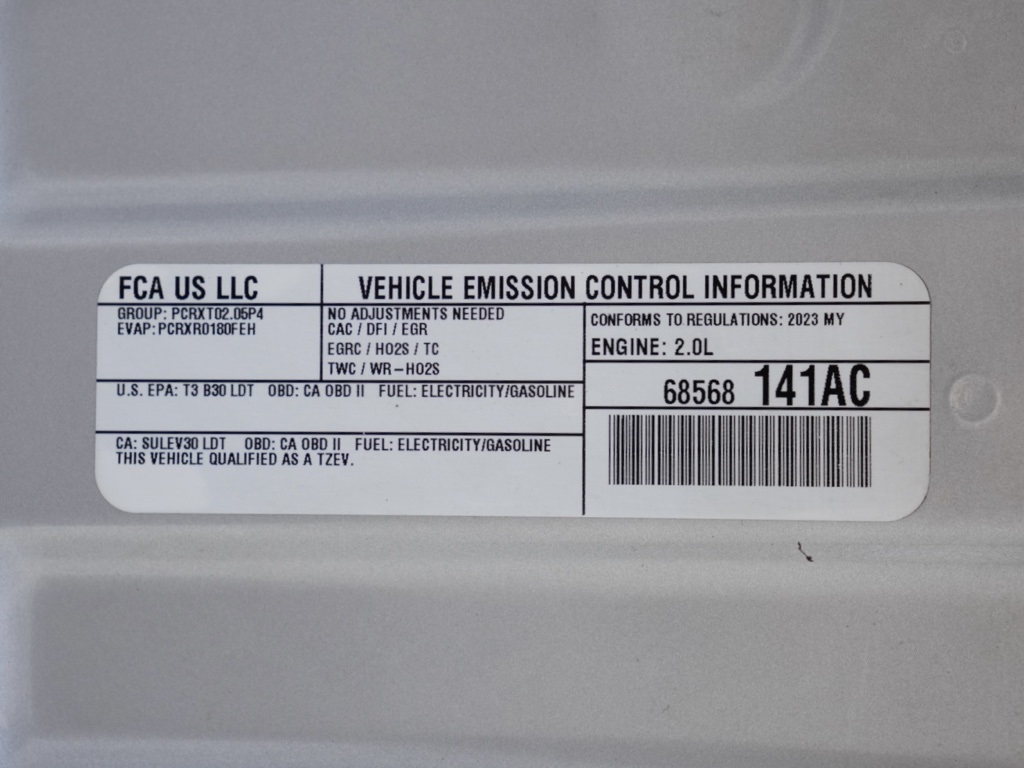 FCA US LLC
VEHICLE EMISSION CONTROL INFORMATION
GROUP: PCRXT02.05P4
EVAP: PCRXR0180FEH
NO ADJUSTMENTS NEEDED
CAC / DFI / EGR
EGRC / HO2S / TC
TWC / WR-HO2S
CONFORMS TO REGULATIONS: 2023 MY
ENGINE: 2.0L
U.S. EPA: T3 B30 LDT OBD: CA OBD II FUEL: ELECTRICITY/GASOLINE
68568 141AC
CA: SULEV30 LDT OBD: CA OBD II FUEL: ELECTRICITY/GASOLINE
THIS VEHICLE QUALIFIED AS A TZEV.